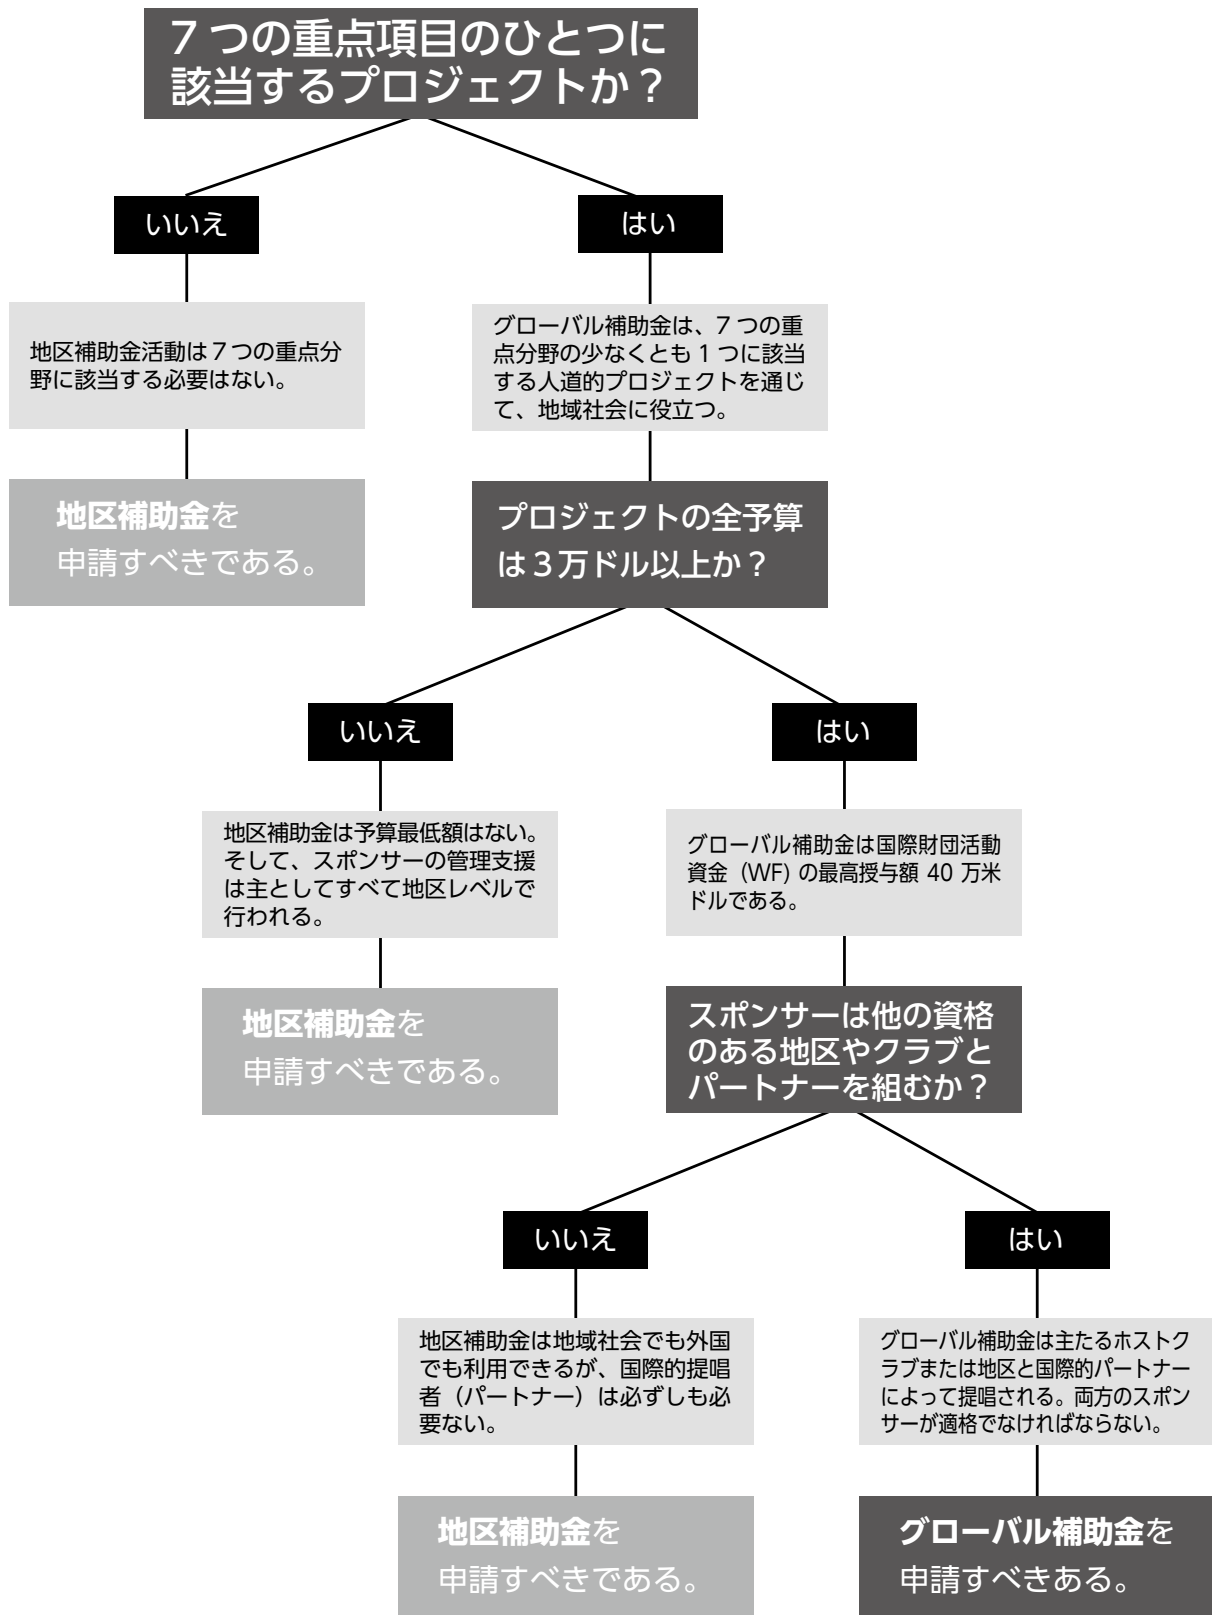 7つの重点項目のひとつに
該当するプロジェクトか？
いいえ
はい
地区補助金活動は7つの重点分
野に該当する必要はない。
グローバル補助金は、7つの重
点分野の少なくとも1つに該当
する人道的プロジェクトを通じ
て、地域社会に役立つ。
地区補助金を
申請すべきである。
プロジェクトの全予算
は3万ドル以上か？
いいえ
はい
地区補助金は予算最低額はない。
そして、スポンサーの管理支援
は主としてすべて地区レベルで
行われる。
グローバル補助金は国際財団活動
資金（WF) の最高授与額 40 万米
ドルである。
地区補助金を
申請すべきである。
スポンサーは他の資格
のある地区やクラブと
パートナーを組むか？
いいえ
はい
地区補助金は地域社会でも外国
でも利用できるが、国際的提唱
者（パートナー）は必ずしも必
要ない。
グローバル補助金は主たるホストク
ラブまたは地区と国際的パートナー
によって提唱される。両方のスポン
サーが適格でなければならない。
地区補助金を
申請すべきである。
グローバル補助金を
申請すべきある。